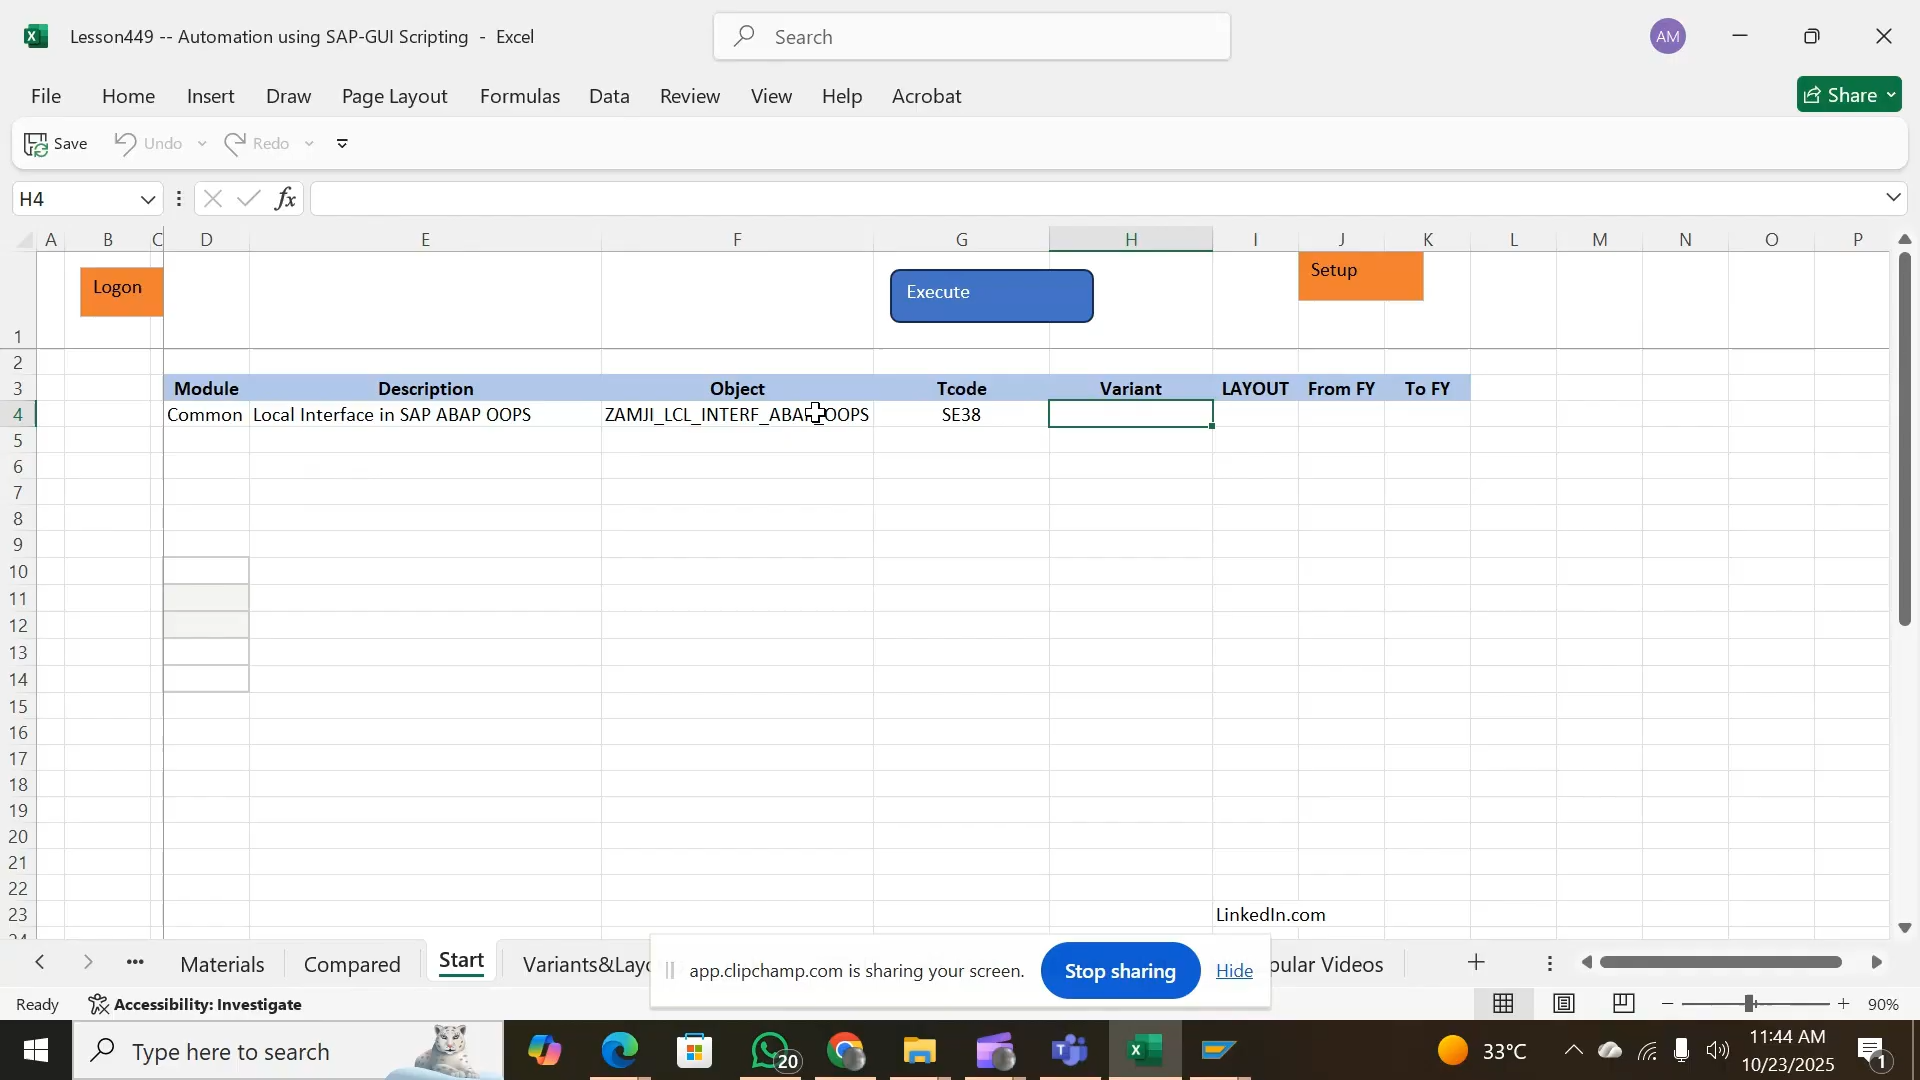 Lesson449 -- Automation using SAP-GUI Scripting - Excel
Search
AM
File Home Insert Draw Page Layout Formulas Data Review View Help Acrobat
Share
Save Undo Redo
H4
fx
A B C D E F G H I J K L M N O P
Logon
Execute
Setup
1
2
3 Module Description Object Tcode Variant LAYOUT From FY To FY
4 Common Local Interface in SAP ABAP OOPS ZAMJI_LCL_INTERF_ABAP_OOPS SE38
5
6
7
8
9
10
11
12
13
14
15
16
17
18
19
20
21
22
23 LinkedIn.com
Materials Compared Start Variants&Layo pular Videos
app.clipchamp.com is sharing your screen. Stop sharing Hide
Ready Accessibility: Investigate 90%
Type here to search
20
33°C
11:44 AM
10/23/2025
1